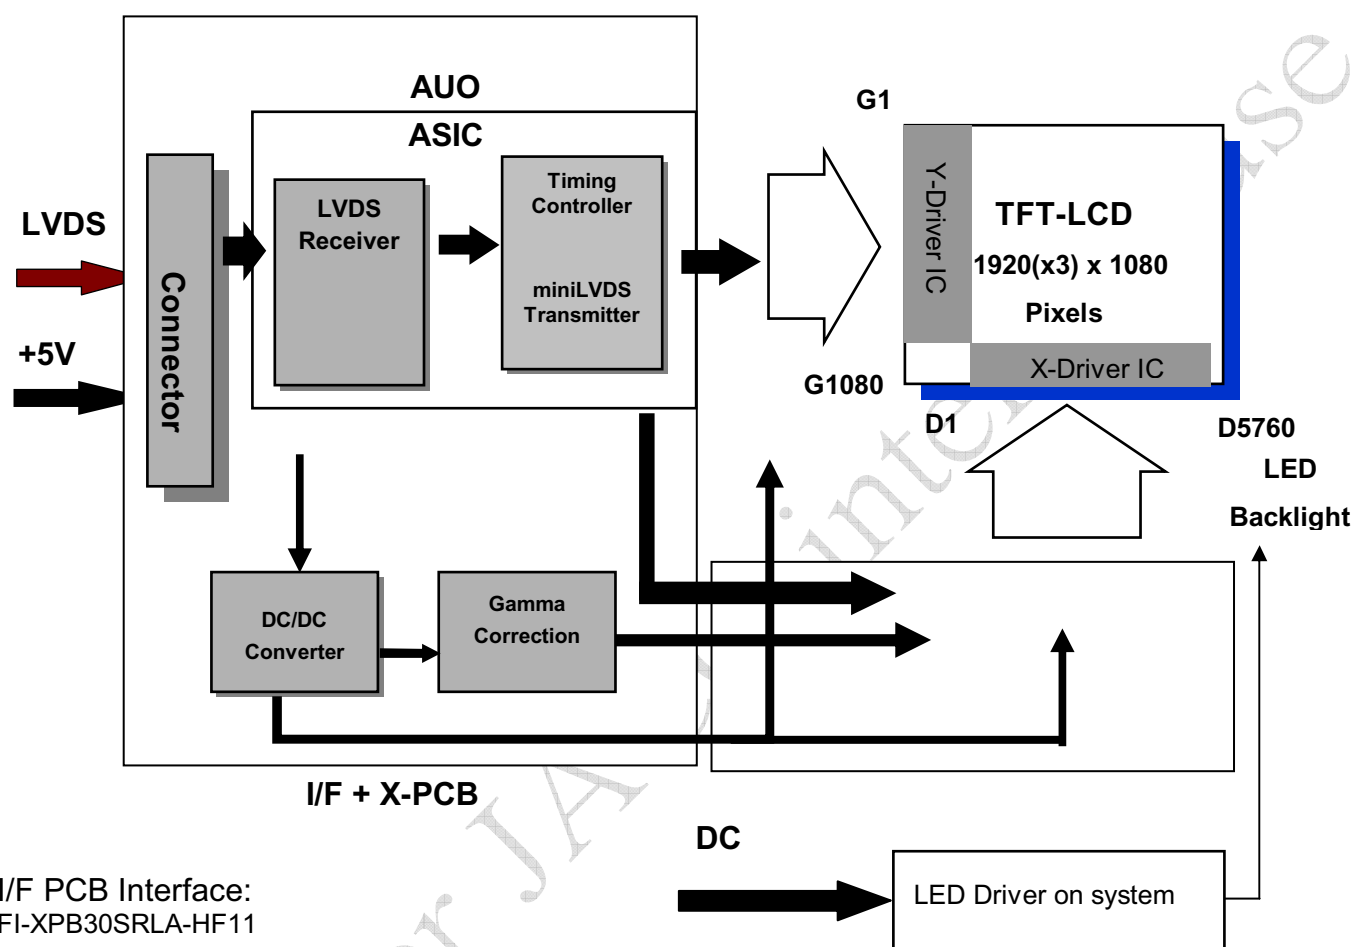 AUO
ASIC
G1
LVDS
+5V
Connector
LVDS
Receiver
Timing
Controller
miniLVDS
Transmitter
Y-Driver IC
TFT-LCD
1920(x3) x 1080
Pixels
X-Driver IC
G1080
D1
D5760
LED
Backlight
DC/DC
Converter
Gamma
Correction
I/F + X-PCB
DC
LED Driver on system
I/F PCB Interface:
FI-XPB30SRLA-HF11